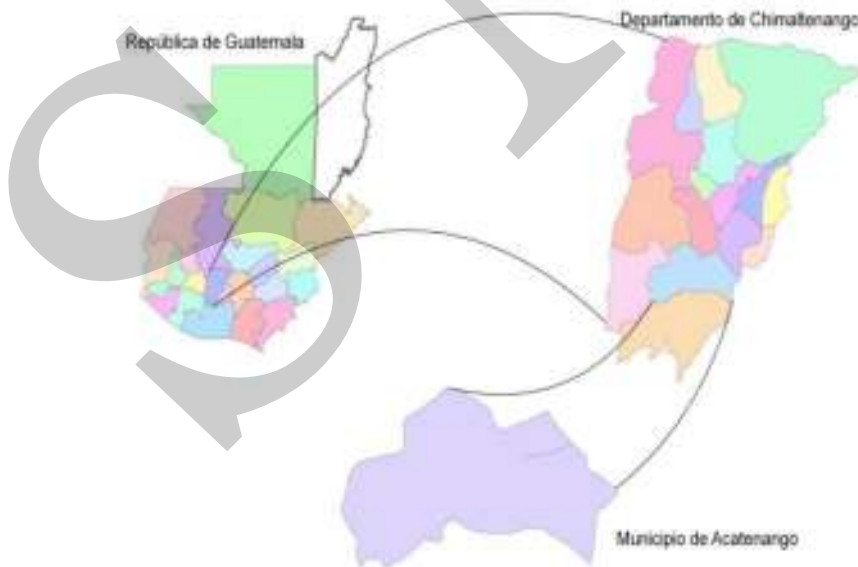 República de Guatemala
Departamento de Chimaltenango
Municipio de Acatenango